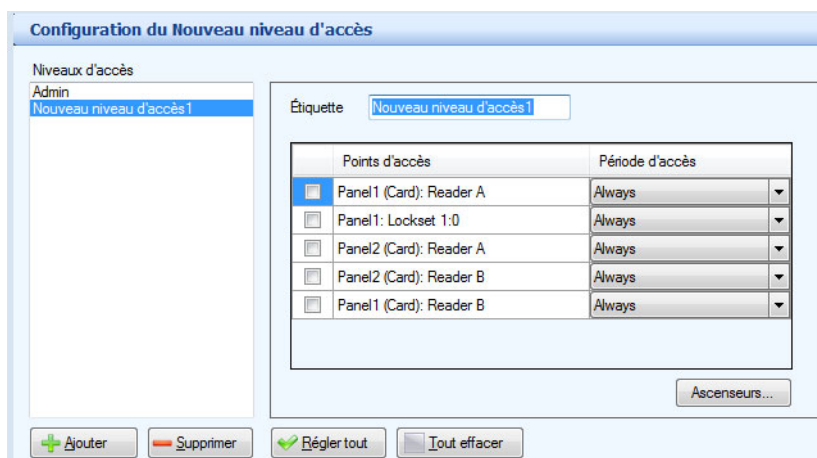 Configuration du Nouveau niveau d'accès
Niveaux d'accès
Admin
Nouveau niveau d'accès1
Étiquette Nouveau niveau d'accès1
Points d'accès Période d'accès
Panel1 (Card): Reader A Always
Panel1: Lockset 1:0 Always
Panel2 (Card): Reader A Always
Panel2 (Card): Reader B Always
Panel1 (Card): Reader B Always
Ascenseurs...
Ajouter Supprimer Régler tout Tout effacer